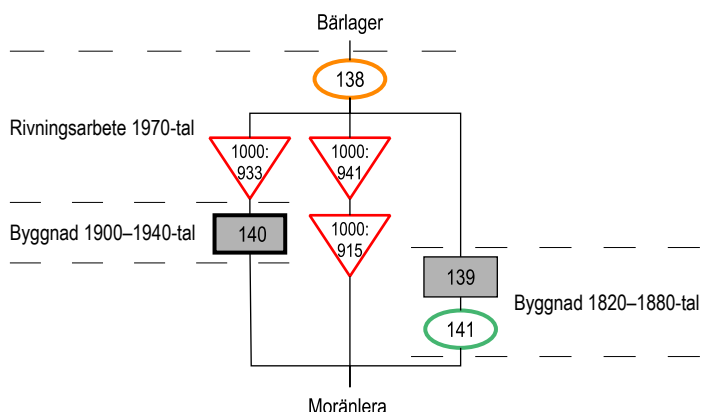 Bärlager
138
Rivningsarbete 1970-tal
1000:
933
1000:
941
Byggnad 1900–1940-tal
140
1000:
915
139
Byggnad 1820–1880-tal
141
Moränlera